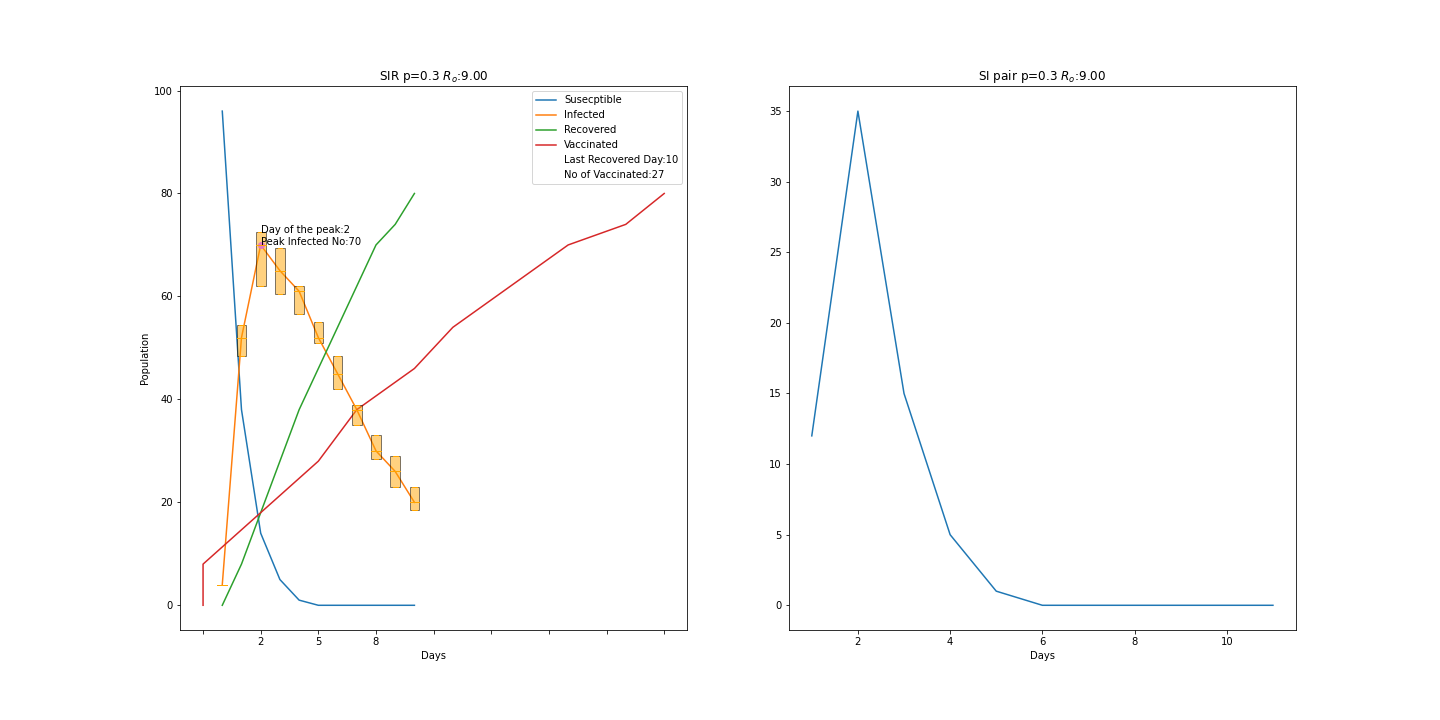 SIR p=0.3 Rₒ:9.00
100
80
60
40
20
0
Population
Susecptible
Infected
Recovered
Vaccinated
Last Recovered Day:10
No of Vaccinated:27
Day of the peak:2
Peak Infected No:70
2 5 8
Days
SI pair p=0.3 Rₒ:9.00
35
30
25
20
15
10
5
0
2 4 6 8 10
Days